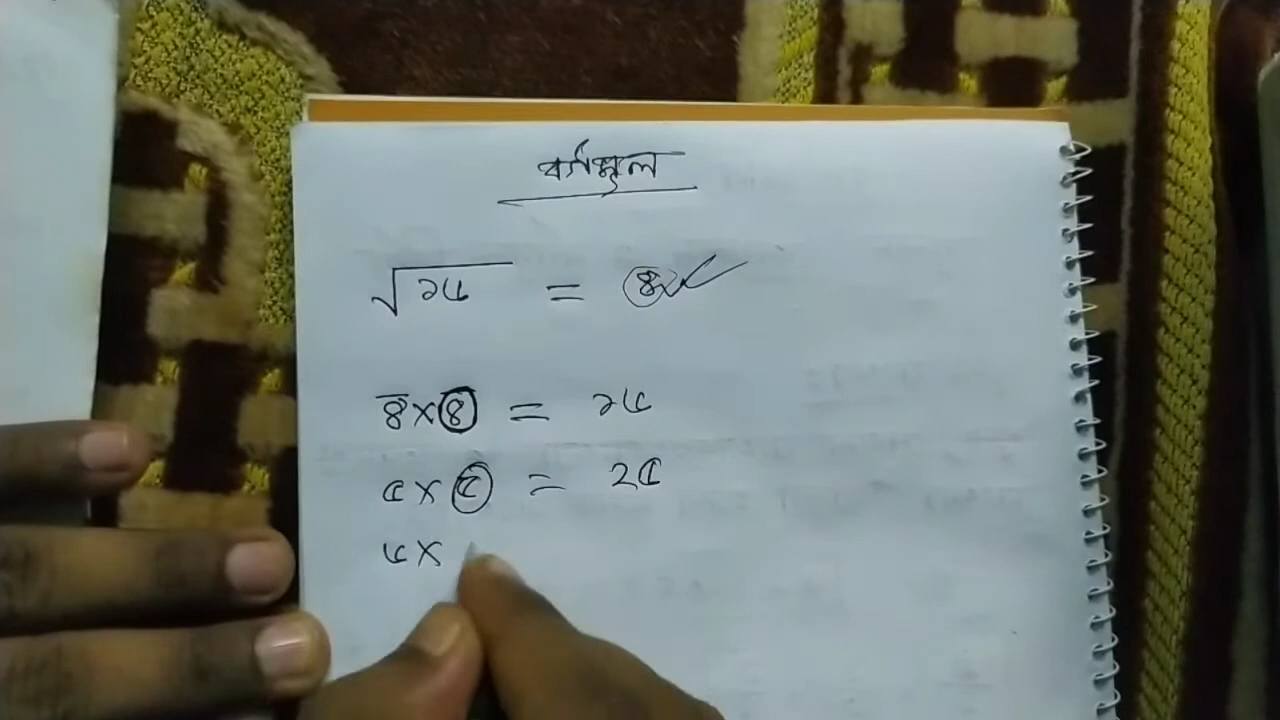 বর্গমূল
√১৬ = ৪
৪×৪ = ১৬
৫×৫ = ২৫
৬×